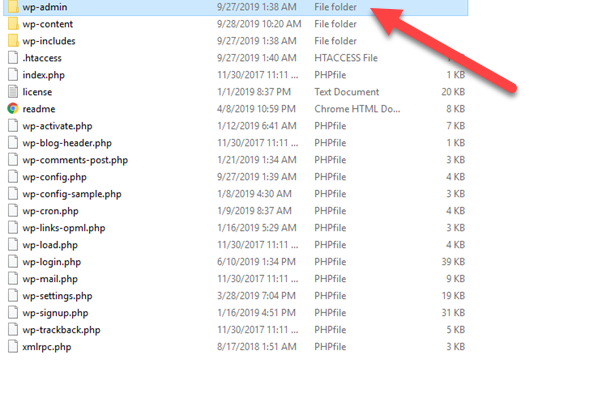 wp-admin 9/27/2019 1:38 AM File folder
wp-content 9/28/2019 10:20 AM File folder
wp-includes 9/27/2019 1:38 AM File folder
.htaccess 9/27/2019 1:40 AM HTACCESS File KB
index.php 11/30/2017 11:11 ... PHPfile 1 KB
license 1/1/2019 8:37 PM Text Document 20 KB
readme 4/8/2019 10:59 PM Chrome HTML Do... 8 KB
wp-activate.php 1/12/2019 6:41 AM PHPfile 7 KB
wp-blog-header.php 11/30/2017 11:11 ... PHPfile 1 KB
wp-comments-post.php 1/21/2019 1:34 AM PHPfile 3 KB
wp-config.php 9/27/2019 1:39 AM PHPfile 4 KB
wp-config-sample.php 1/8/2019 4:30 AM PHPfile 3 KB
wp-cron.php 1/9/2019 8:37 AM PHPfile 4 KB
wp-links-opml.php 1/16/2019 5:29 AM PHPfile 3 KB
wp-load.php 11/30/2017 11:11 ... PHPfile 4 KB
wp-login.php 6/10/2019 1:34 PM PHPfile 39 KB
wp-mail.php 11/30/2017 11:11 ... PHPfile 9 KB
wp-settings.php 3/28/2019 7:04 PM PHPfile 19 KB
wp-signup.php 1/16/2019 4:51 PM PHPfile 31 KB
wp-trackback.php 11/30/2017 11:11 ... PHPfile 5 KB
xmlrpc.php 8/17/2018 1:51 AM PHPfile 3 KB